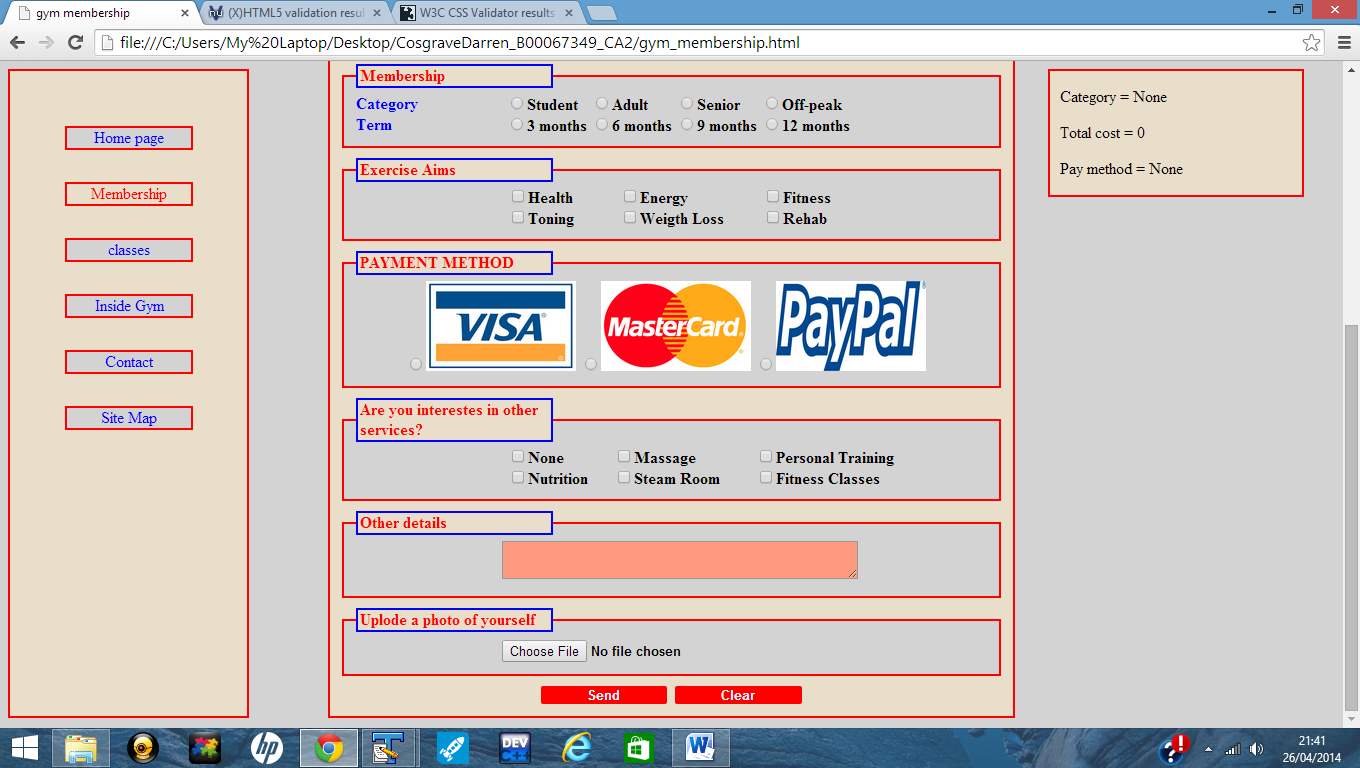 gym membership
(X)HTML5 validation resul
W3C CSS Validator results
file:///C:/Users/My%20Laptop/Desktop/CosgraveDarren_B00067349_CA2/gym_membership.html
Home page
Membership
classes
Inside Gym
Contact
Site Map
Membership
Category Student Adult Senior Off-peak
Term 3 months 6 months 9 months 12 months
Exercise Aims
Health Energy Fitness
Toning Weigth Loss Rehab
PAYMENT METHOD
VISA MasterCard PayPal
Are you interestes in other
services?
None Massage Personal Training
Nutrition Steam Room Fitness Classes
Other details
Uplode a photo of yourself
Choose File No file chosen
Send Clear
Category = None
Total cost = 0
Pay method = None
hp
DEV
21:41
26/04/2014